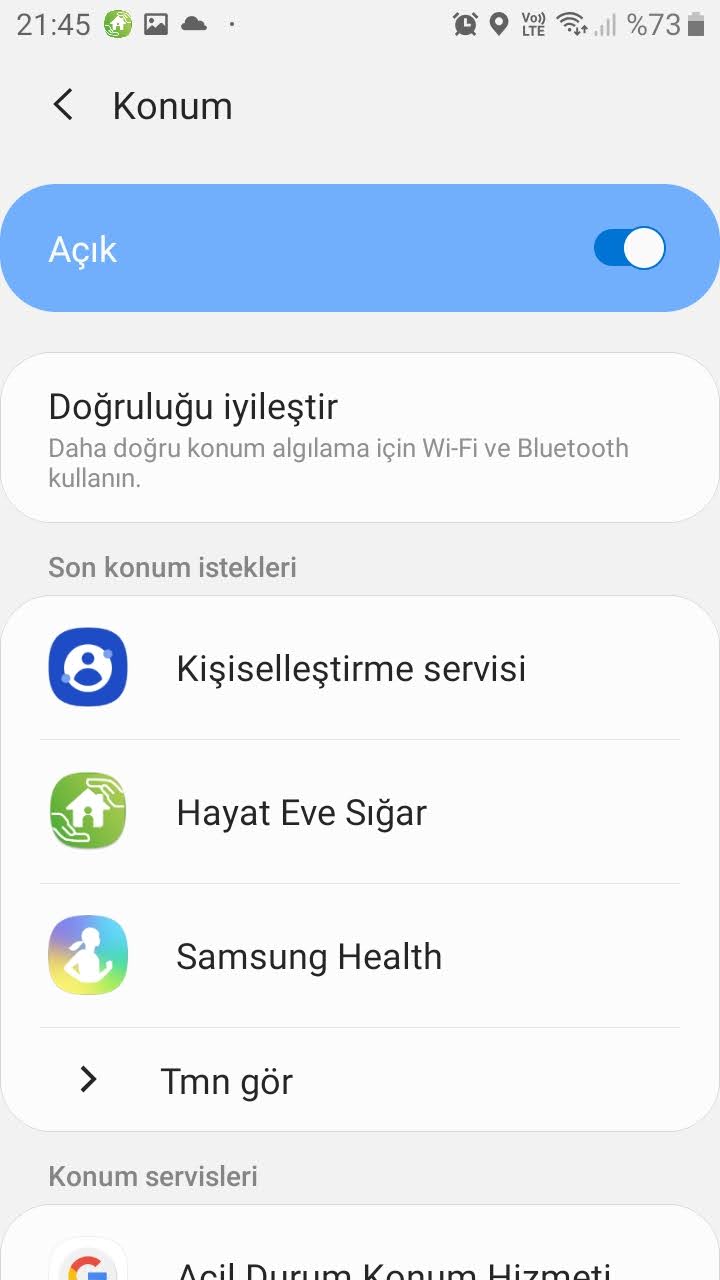 21:45
Vo))
LTE
%73
Konum
Açık
Doğruluğu iyileştir
Daha doğru konum algılama için Wi-Fi ve Bluetooth
kullanın.
Son konum istekleri
Kişiselleştirme servisi
Hayat Eve Sığar
Samsung Health
Tmn gör
Konum servisleri
Acil Durum Konum Hizmeti